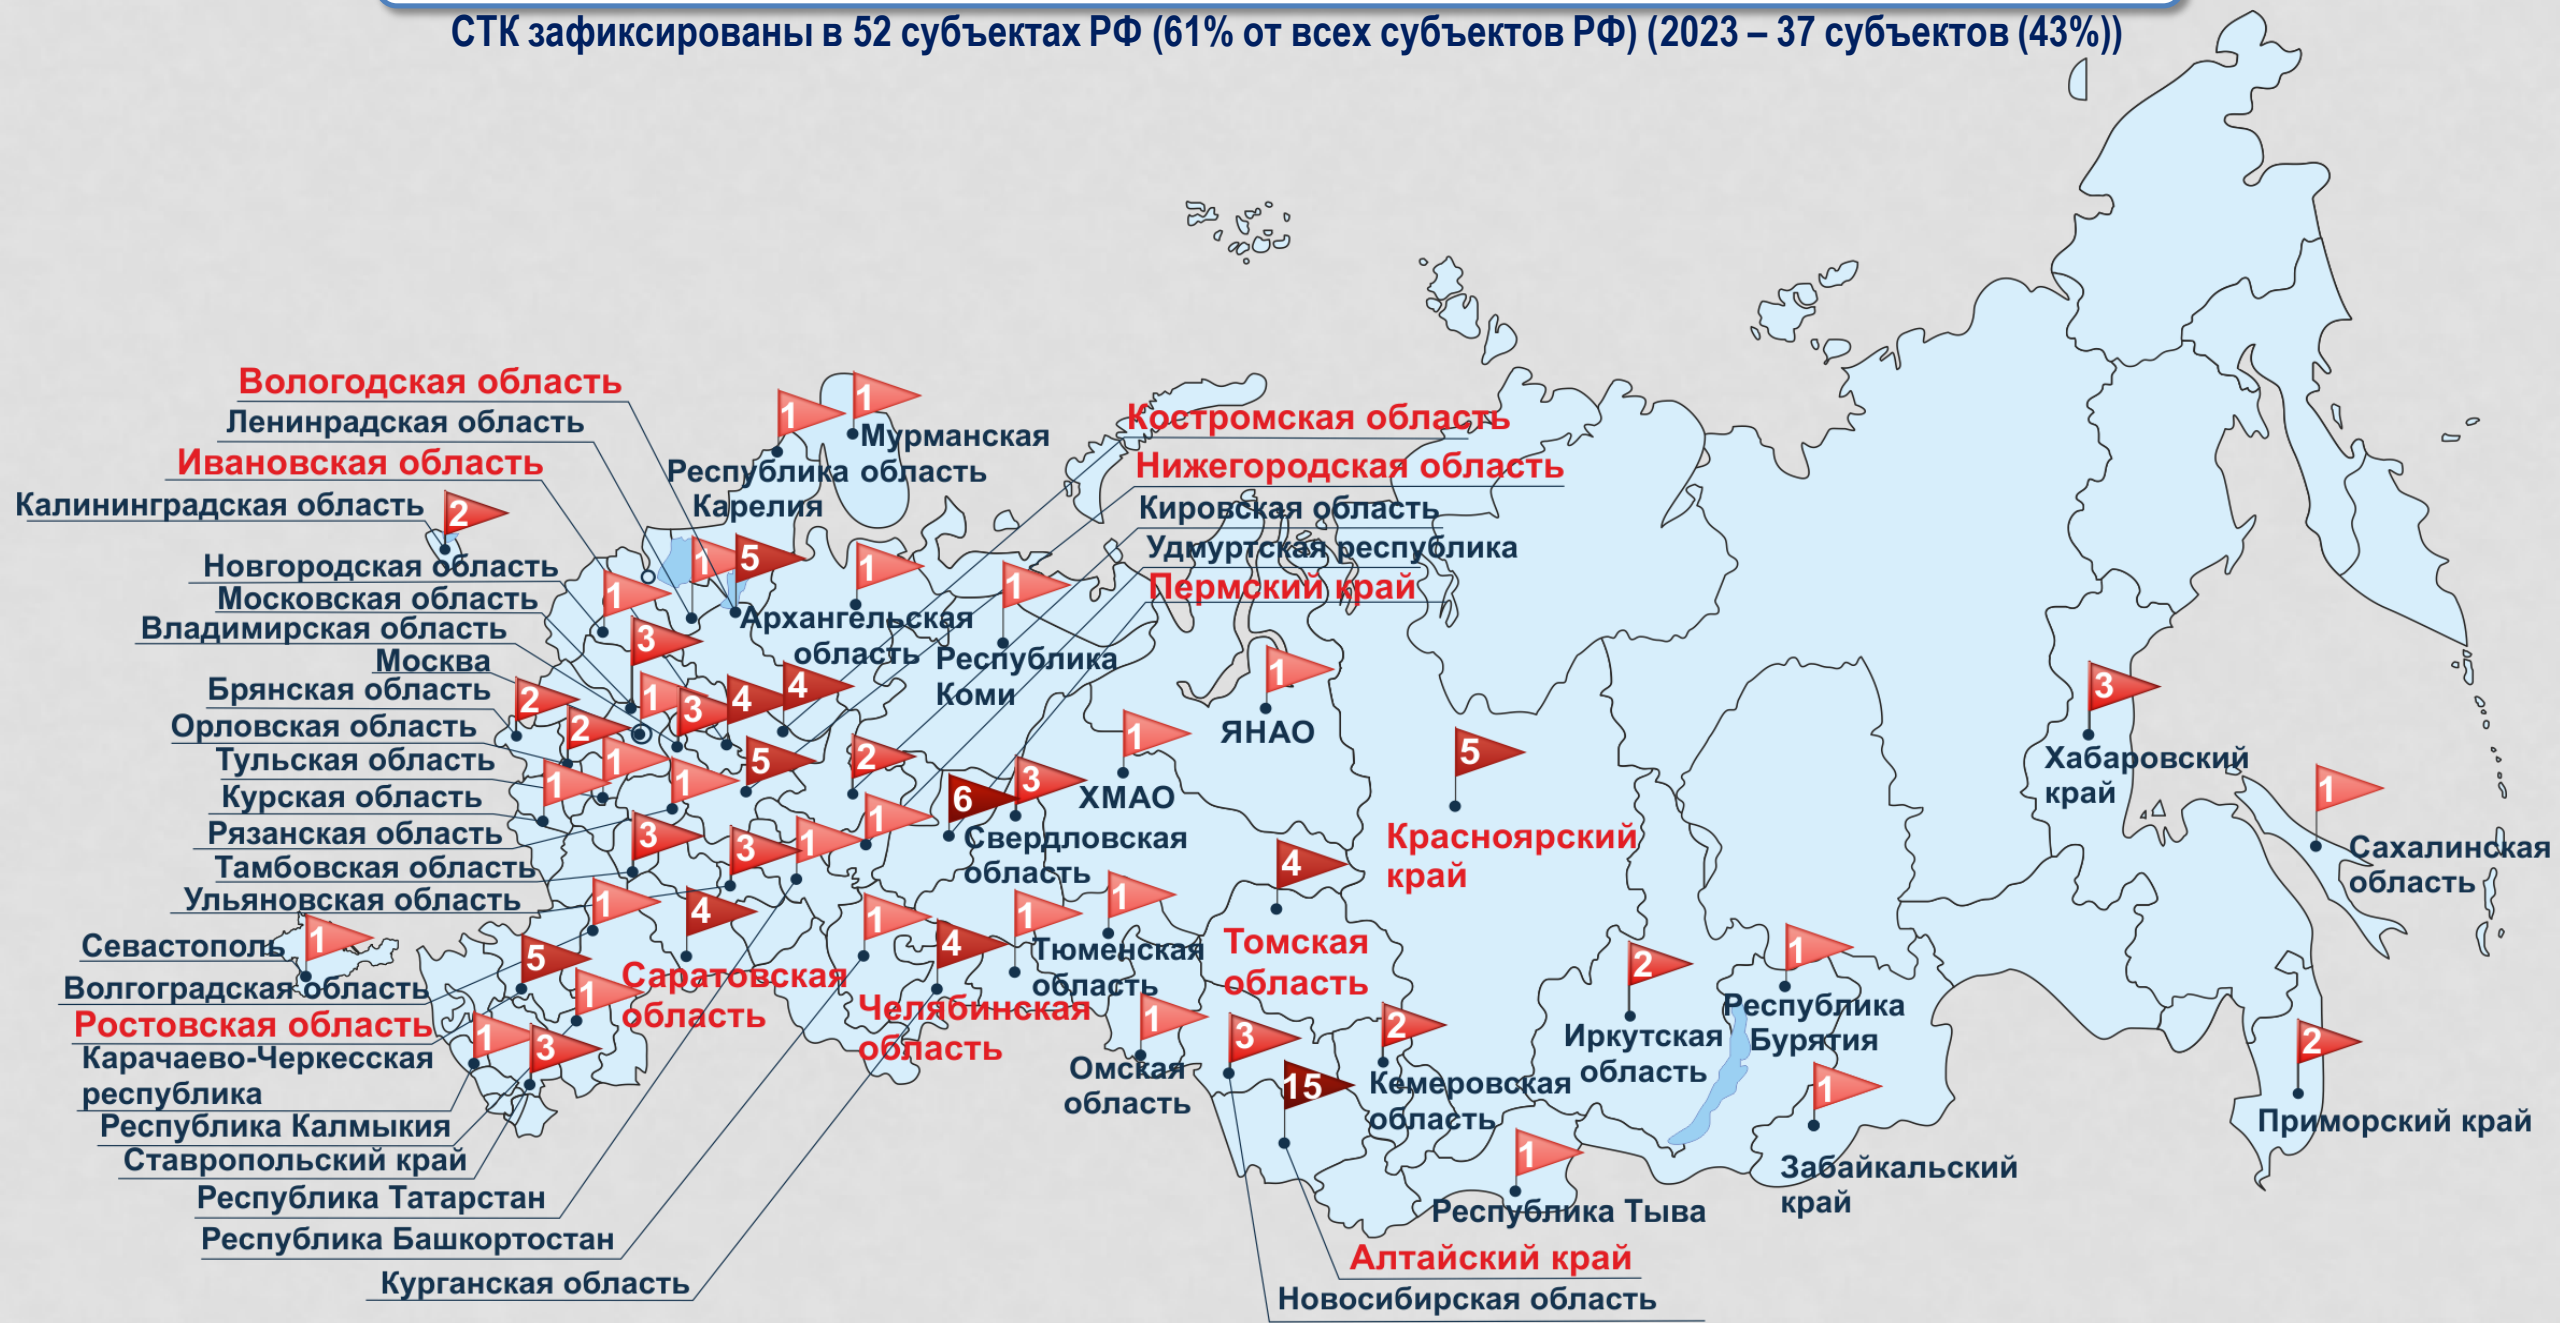 СТК зафиксированы в 52 субъектах РФ (61% от всех субъектов РФ) (2023 – 37 субъектов (43%))
Вологодская область
Ленинрадская область
Ивановская область
Калининградская область
2
Новгородская область
Московская область
Владимирская область
Москва
Брянская область
Орловская область
Тульская область
Курская область
Рязанская область
Тамбовская область
Ульяновская область
Севастополь
1
Волгоградская область
Ростовская область
Карачаево-Черкесская
республика
Республика Калмыкия
Ставропольский край
Республика Татарстан
Республика Башкортостан
Курганская область
1
1
Мурманская
область
Республика
Карелия
Костромская область
Нижегородская область
Кировская область
Удмуртская республика
Пермский край
1
5
1
1
1
Архангельская
область
Республика
Коми
3
2
1
3
4
4
2
1
1
1
5
2
6
3
Свердловская
область
1
ХМАО
1
ЯНАО
3
3
1
1
1
4
Саратовская
область
5
1
1
3
1
4
Челябинская
область
1
1
Тюменская
область
1
Омская
область
4
Томская
область
5
Красноярский
край
3
15
2
Кемеровская
область
1
Республика Тыва
Алтайский край
Новосибирская область
2
Иркутская
область
1
Республика
Бурятия
1
Забайкальский
край
3
Хабаровский
край
1
Сахалинская
область
2
Приморский край